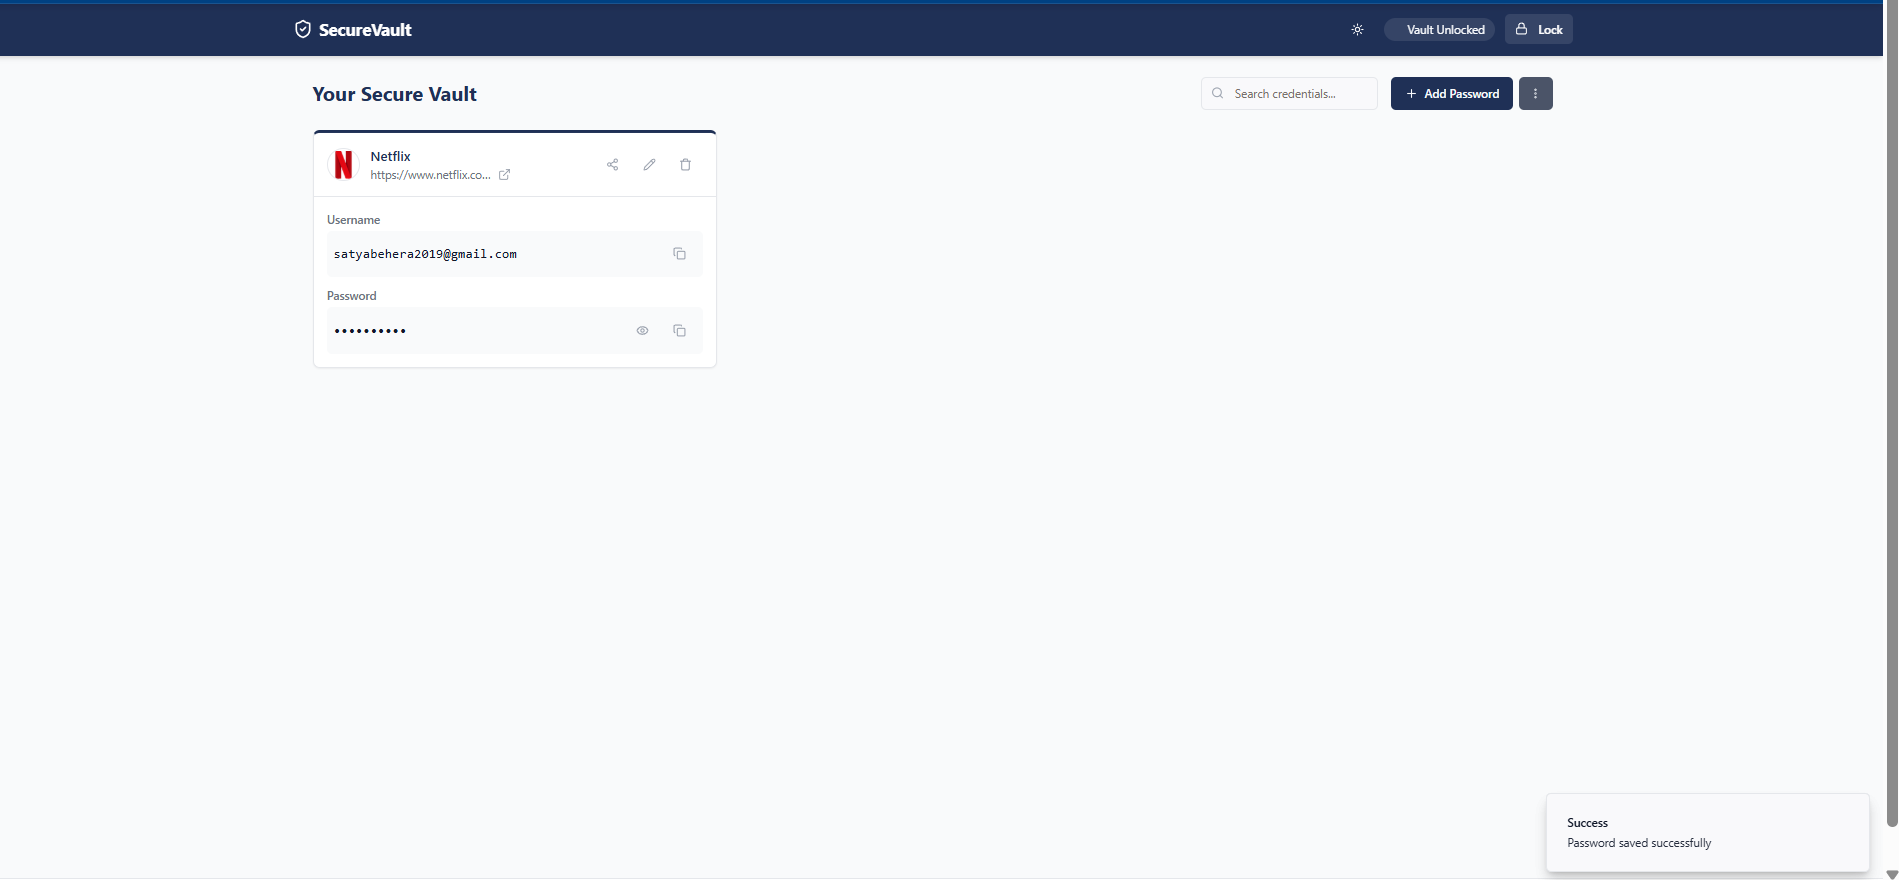 SecureVault
Vault Unlocked
Lock
Your Secure Vault
Search credentials...
+ Add Password
N
Netflix
https://www.netflix.co...
Username
satyabehera2019@gmail.com
Password
••••••••••
Success
Password saved successfully